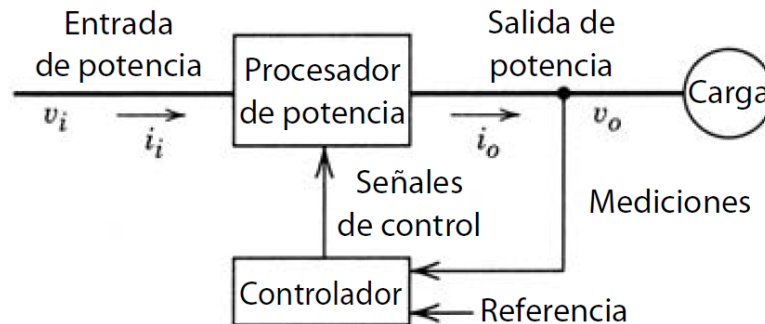 Entrada
de potencia
Procesador
de potencia
Salida de
potencia
Carga
v_i
i_i
i_o
v_o
Señales
de control
Mediciones
Controlador
Referencia